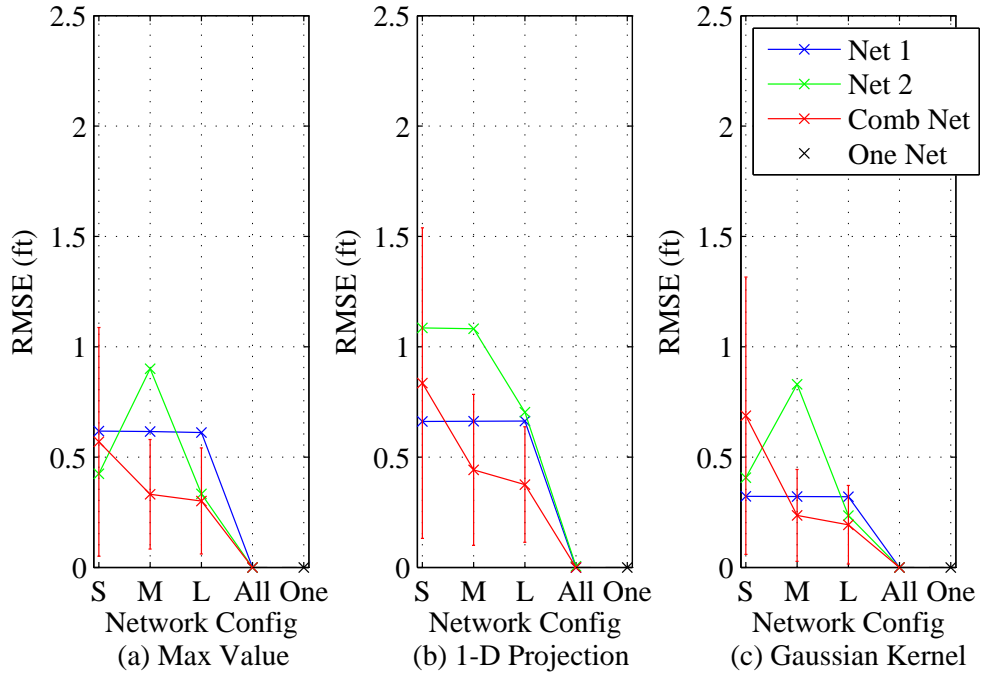 2.5
2
1.5
1
0.5
0
RMSE (ft)
S M L All One
Network Config
(a) Max Value
2.5
2
1.5
1
0.5
0
RMSE (ft)
S M L All One
Network Config
(b) 1-D Projection
2.5
2
1.5
1
0.5
0
RMSE (ft)
S M L All One
Network Config
(c) Gaussian Kernel
Net 1
Net 2
Comb Net
One Net